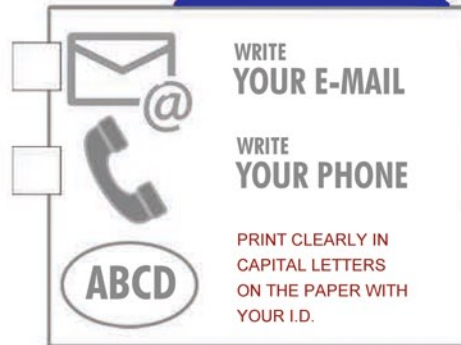 WRITE
YOUR E-MAIL
@
WRITE
YOUR PHONE
PRINT CLEARLY IN
CAPITAL LETTERS
ON THE PAPER WITH
YOUR I.D.
ABCD